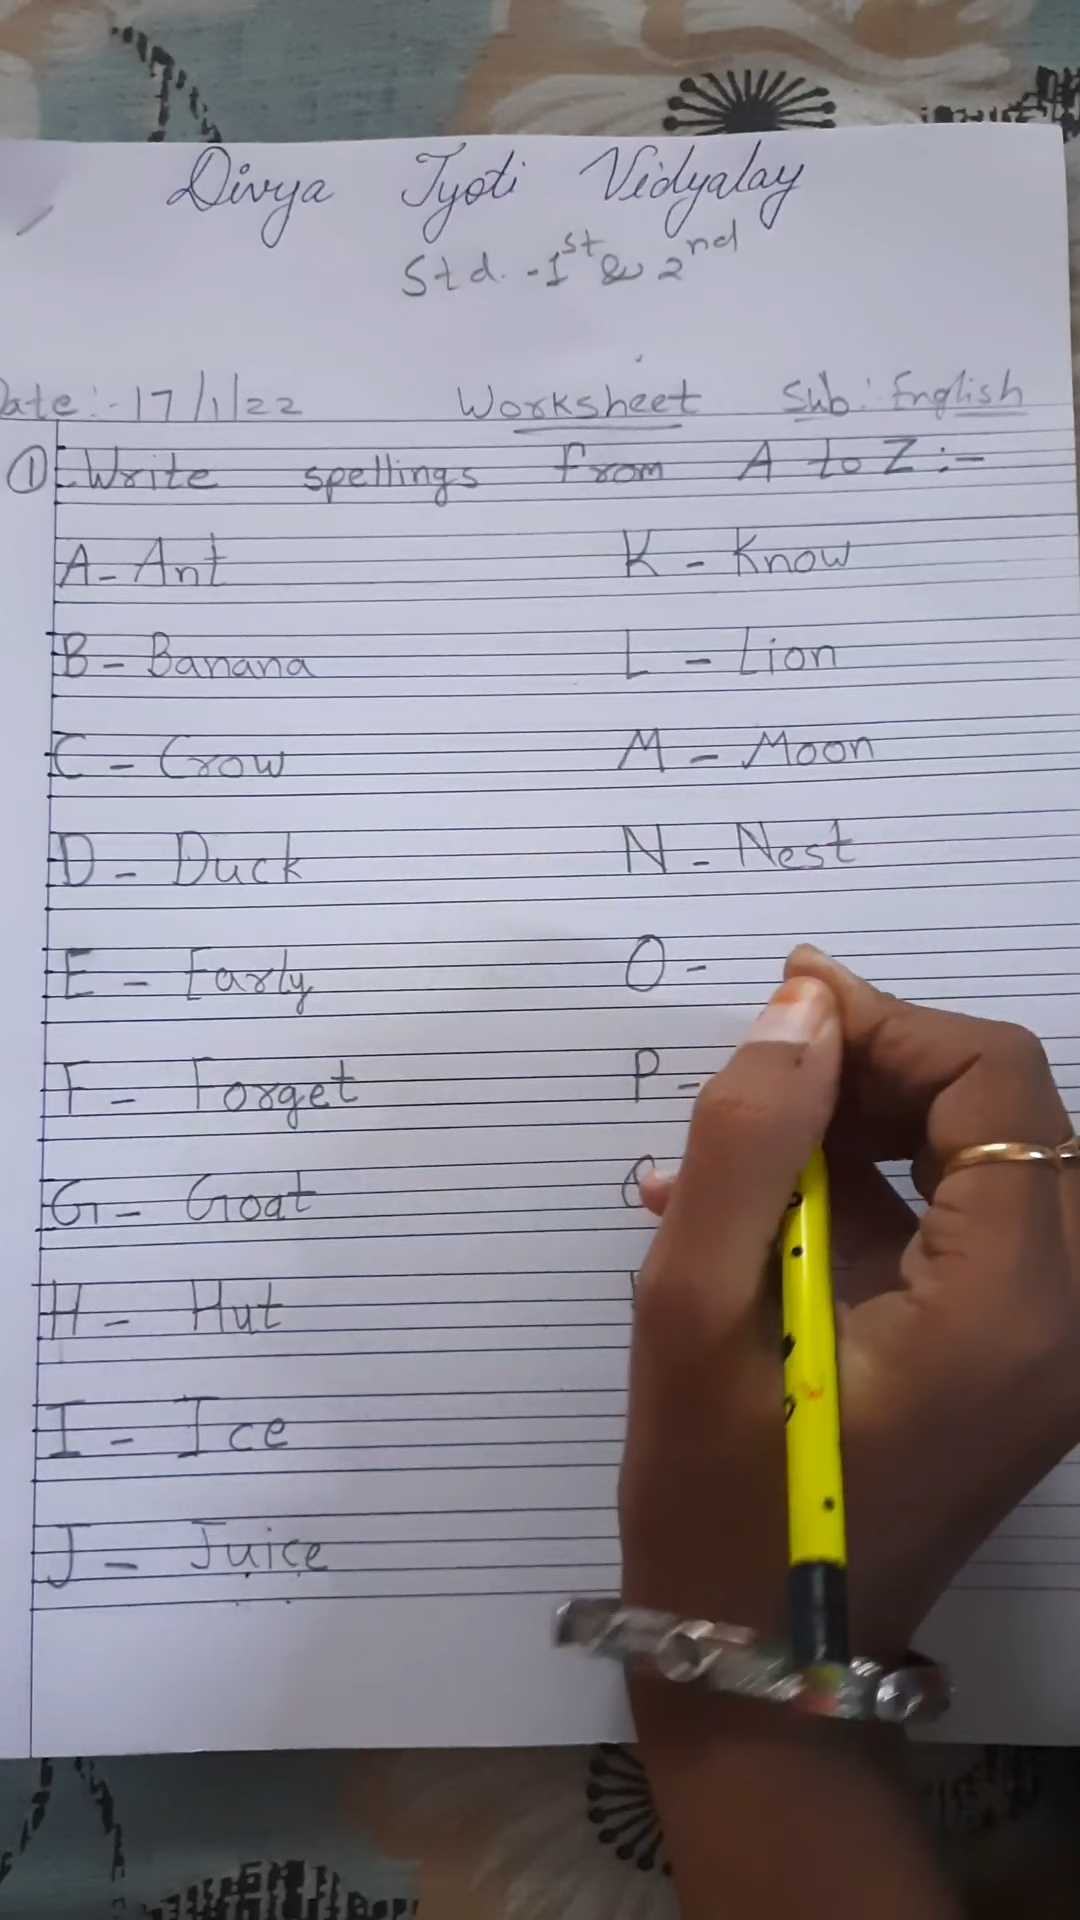 Divya Jyoti Vidyalay
Std. - 1st & 2nd
Date :- 17/1/22 Worksheet Sub: English
① Write spellings from A to Z :-
A - Ant
B - Banana
C - Crow
D - Duck
E - Early
F - Forget
G - Goat
H - Hut
I - Ice
J - Juice
K - Know
L - Lion
M - Moon
N - Nest
O -
P -